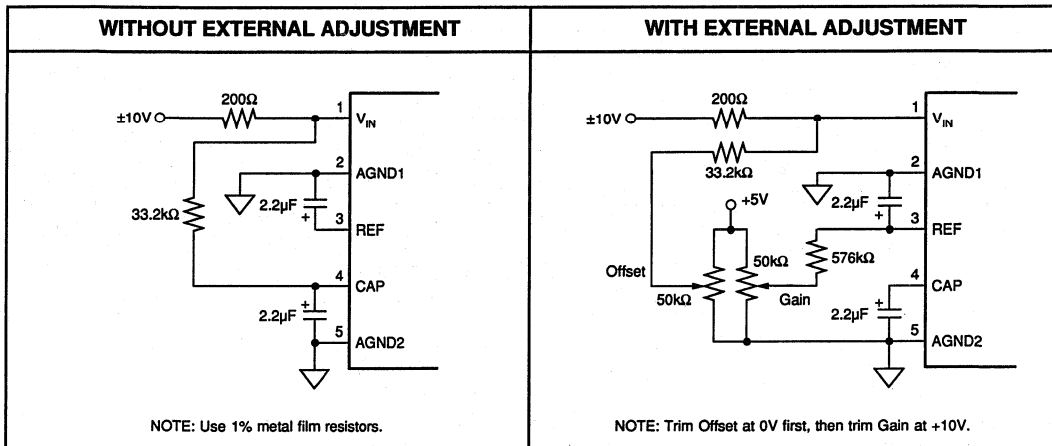 WITHOUT EXTERNAL ADJUSTMENT
200Ω
±10V
1
VIN
2
AGND1
33.2kΩ
2.2µF
+
3
REF
4
CAP
+
2.2µF
5
AGND2
NOTE: Use 1% metal film resistors.
WITH EXTERNAL ADJUSTMENT
200Ω
±10V
1
VIN
33.2kΩ
2
AGND1
+5V
2.2µF
+
3
REF
576kΩ
Offset
50kΩ
50kΩ
Gain
4
CAP
+
2.2µF
5
AGND2
NOTE: Trim Offset at 0V first, then trim Gain at +10V.